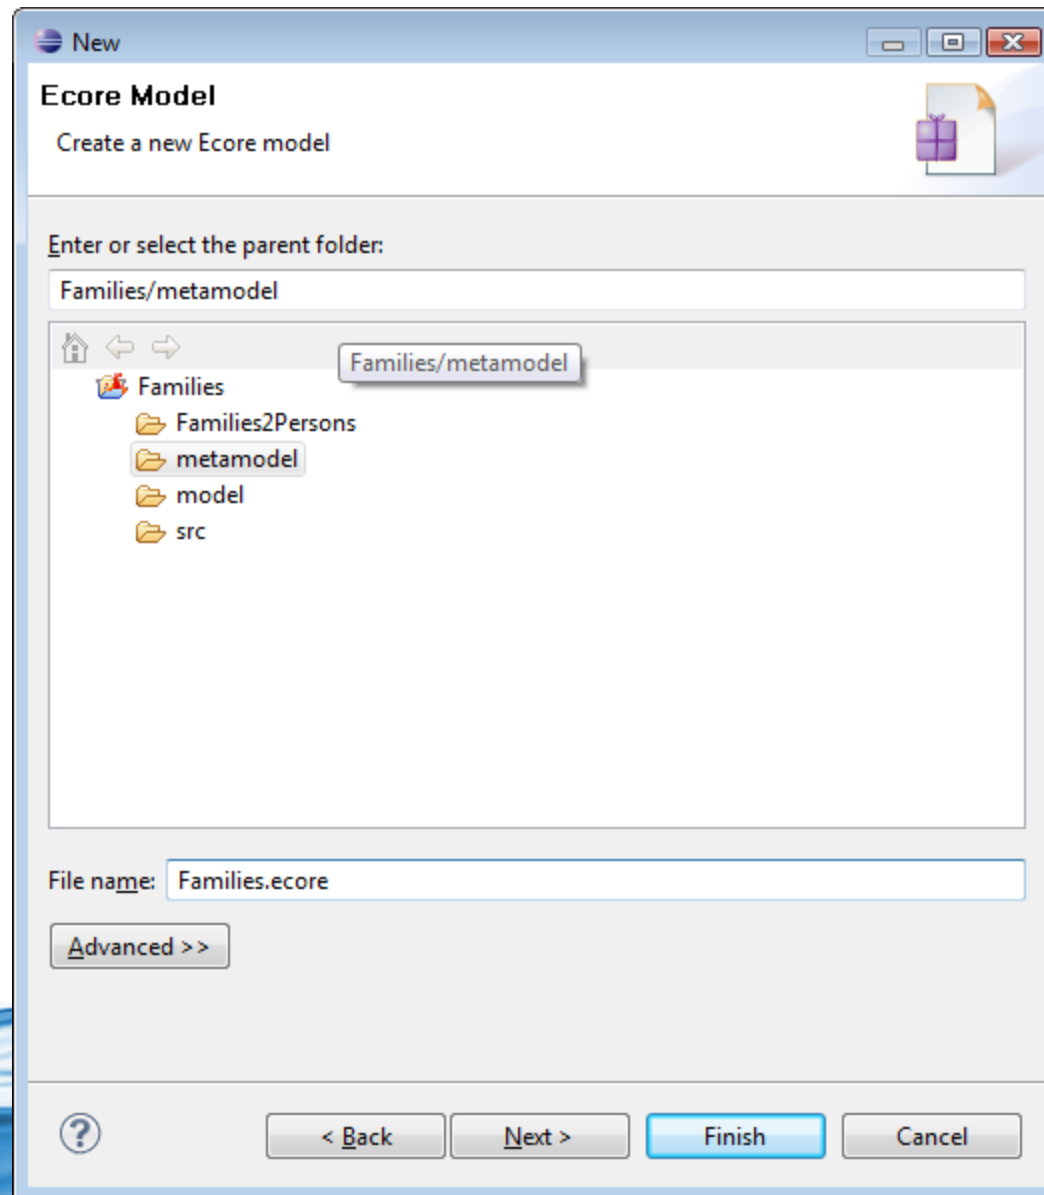 New
Ecore Model
Create a new Ecore model
Enter or select the parent folder:
Families/metamodel
Families/metamodel
Families
Families2Persons
metamodel
model
src
File name: Families.ecore
Advanced >>
< Back Next > Finish Cancel